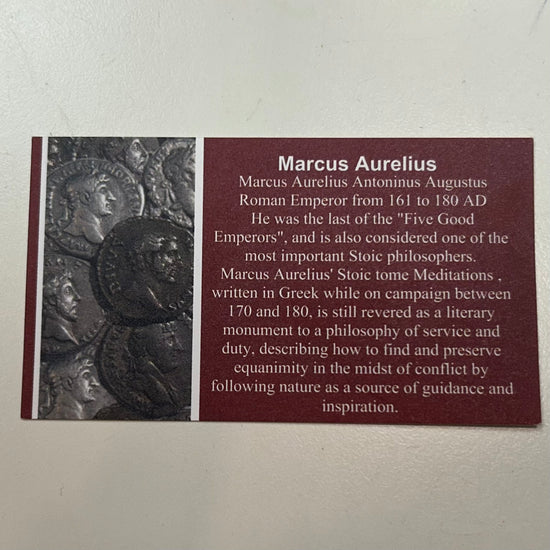 Marcus Aurelius
Marcus Aurelius Antoninus Augustus
Roman Emperor from 161 to 180 AD
He was the last of the "Five Good
Emperors", and is also considered one of the
most important Stoic philosophers.
Marcus Aurelius' Stoic tome Meditations ,
written in Greek while on campaign between
170 and 180, is still revered as a literary
monument to a philosophy of service and
duty, describing how to find and preserve
equanimity in the midst of conflict by
following nature as a source of guidance and
inspiration.